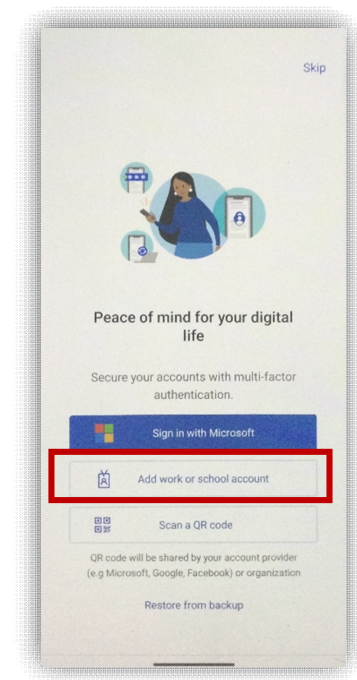 Skip
Peace of mind for your digital
life
Secure your accounts with multi-factor
authentication.
Sign in with Microsoft
Add work or school account
Scan a QR code
QR code will be shared by your account provider
(e.g Microsoft, Google, Facebook) or organization
Restore from backup